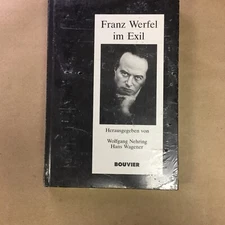 Franz Werfel
im Exil
Herausgegeben von
Wolfgang Nehring
Hans Wagener
BOUVIER